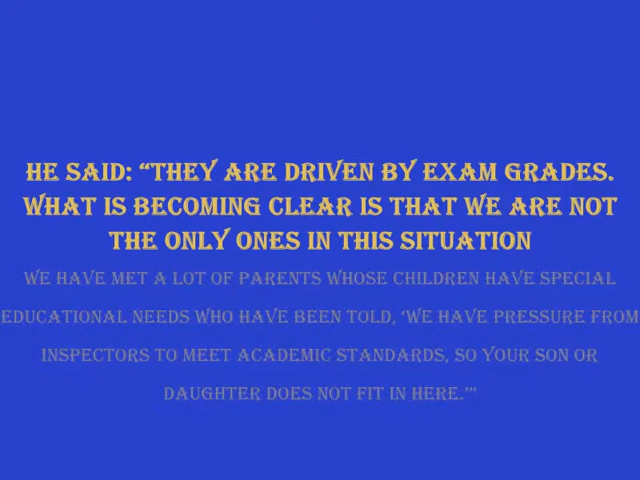 HE SAID: “THEY ARE DRIVEN BY EXAM GRADES.
WHAT IS BECOMING CLEAR IS THAT WE ARE NOT
THE ONLY ONES IN THIS SITUATION
WE HAVE MET A LOT OF PARENTS WHOSE CHILDREN HAVE SPECIAL
EDUCATIONAL NEEDS WHO HAVE BEEN TOLD, ‘WE HAVE PRESSURE FROM
INSPECTORS TO MEET ACADEMIC STANDARDS, SO YOUR SON OR
DAUGHTER DOES NOT FIT IN HERE.’”